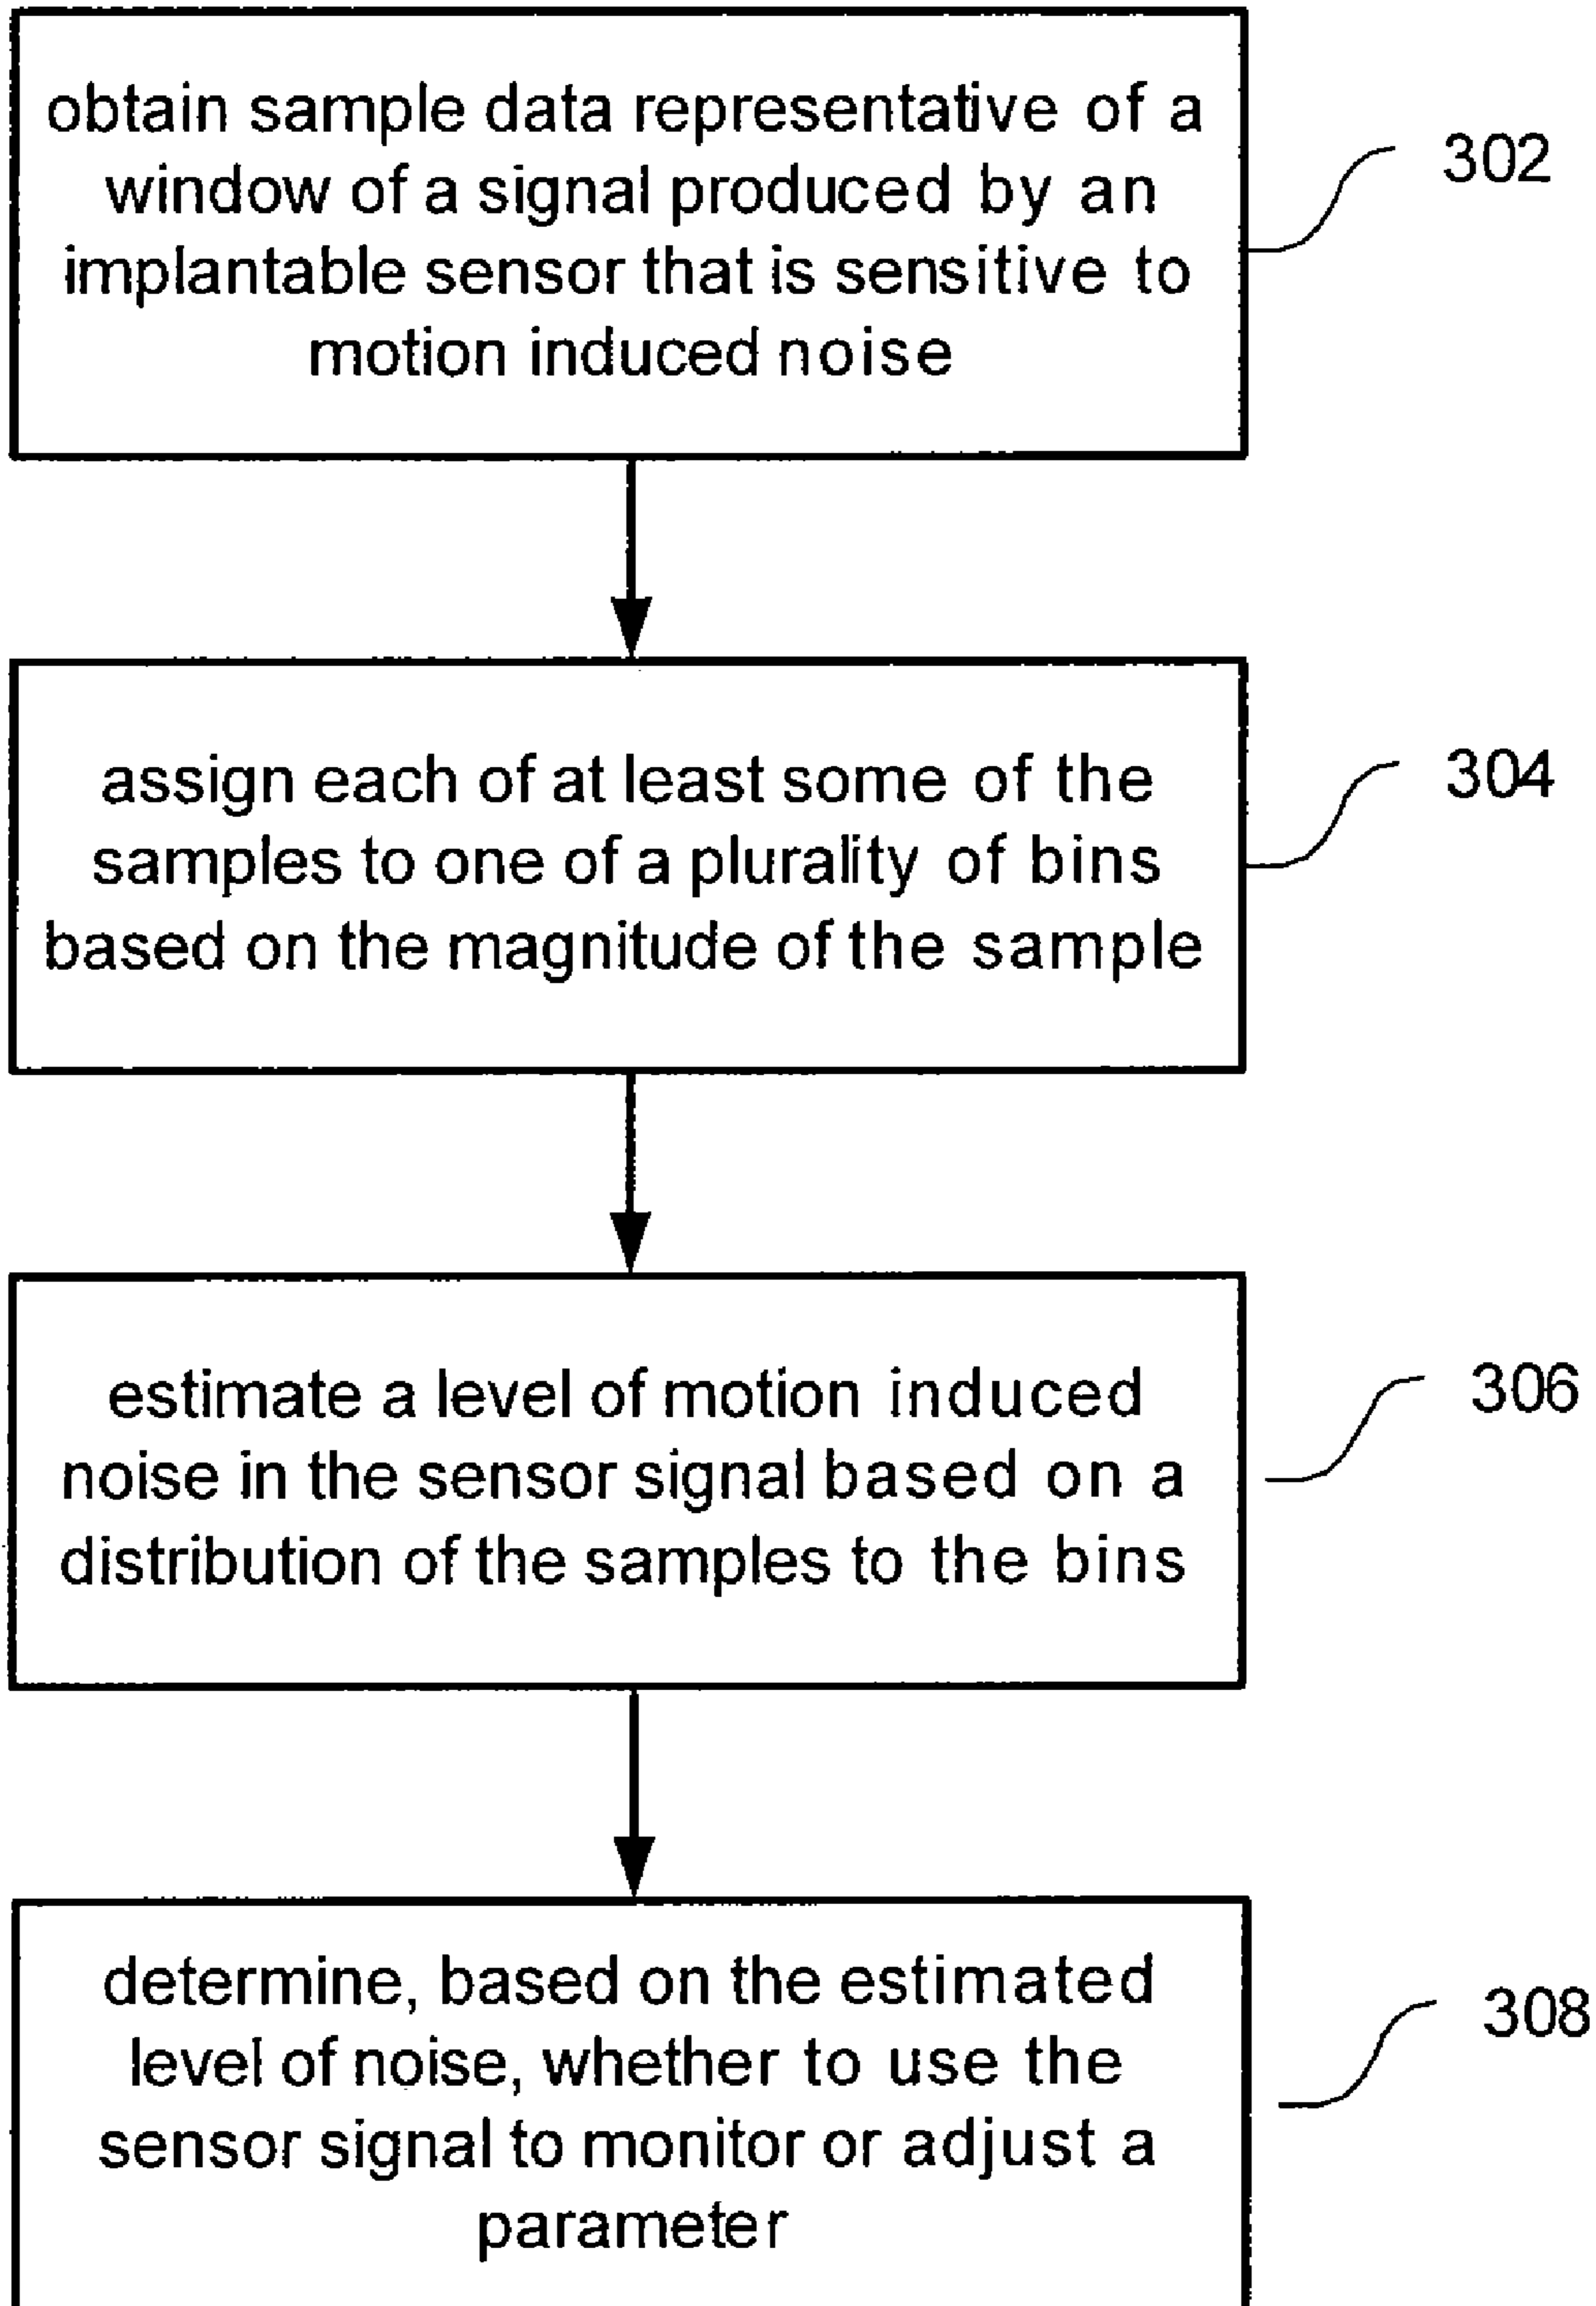 obtain sample data representative of a
window of a signal produced by an
implantable sensor that is sensitive to
motion induced noise
302
assign each of at least some of the
samples to one of a plurality of bins
based on the magnitude of the sample
304
estimate a level of motion induced
noise in the sensor signal based on a
distribution of the samples to the bins
306
determine, based on the estimated
level of noise, whether to use the
sensor signal to monitor or adjust a
parameter
308